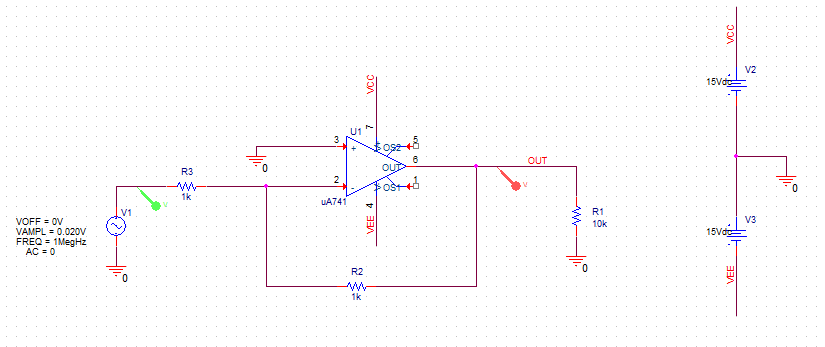 VCC
VCC
V2
15Vdc
U1
7
5
3
+
OS2
OUT
6
OUT
0
2
-
OS1
1
uA741
4
VEE
0
R3
1k
V
V
V1
VOFF = 0V
VAMPL = 0.020V
FREQ = 1MegHz
AC = 0
0
R1
10k
0
V3
15Vdc
VEE
R2
1k